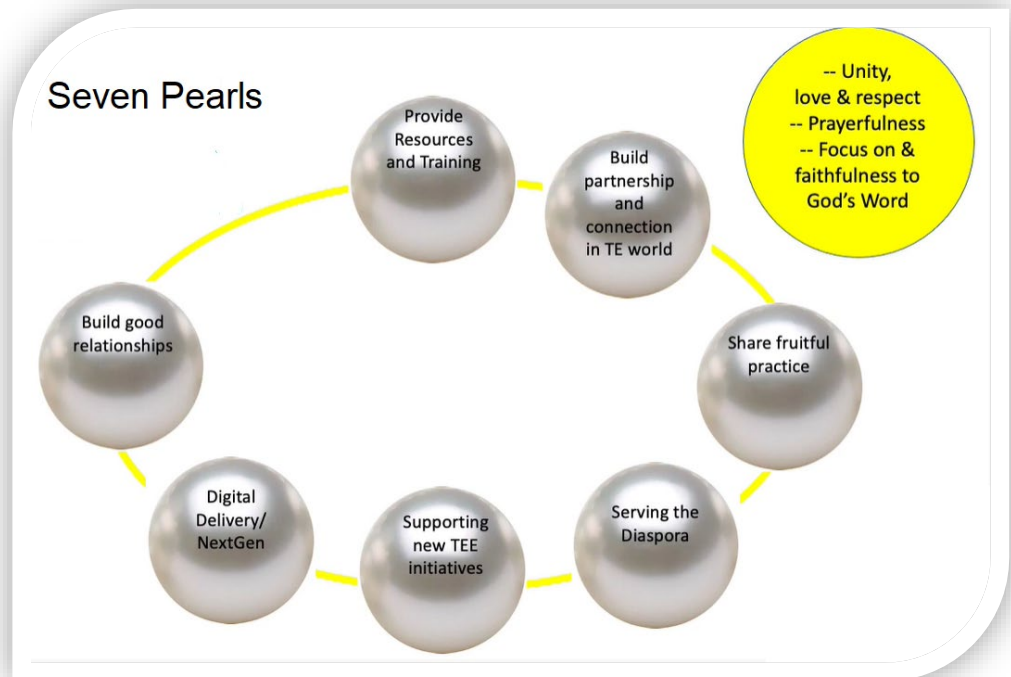 Seven Pearls
Provide
Resources
and Training
Build
partnership
and
connection
in TE world
Share fruitful
practice
Serving the
Diaspora
Supporting
new TEE
initiatives
Digital
Delivery/
NextGen
Build good
relationships
-- Unity,
love & respect
-- Prayerfulness
-- Focus on &
faithfulness to
God's Word